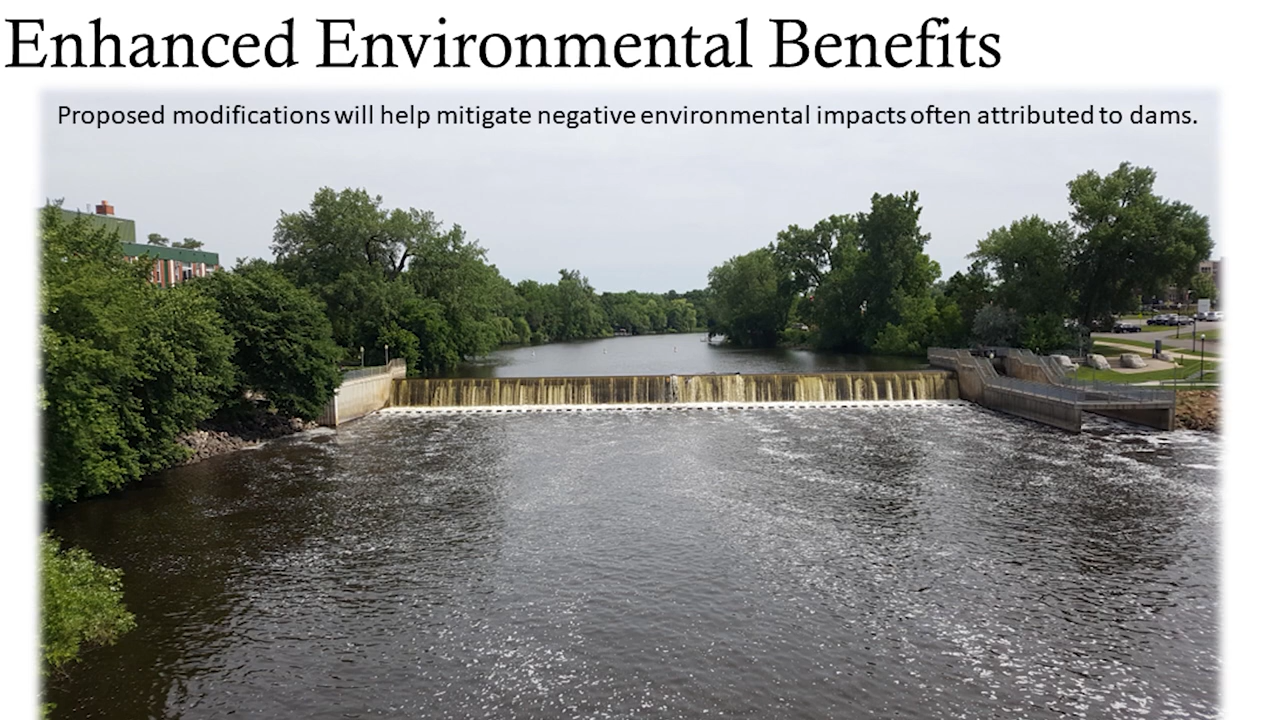 Enhanced Environmental Benefits
Proposed modifications will help mitigate negative environmental impacts often attributed to dams.